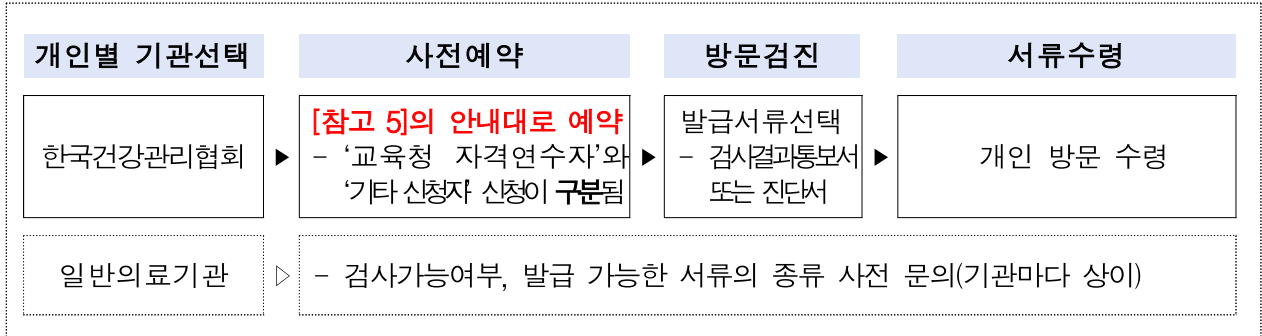 개인별 기관선택
사전예약
방문검진
서류수령
한국건강관리협회
▶
[참고 5]의 안내대로 예약
- ‘교육청 자격연수자’와
‘기타 신청자’ 신청이 구분됨
▶
발급서류선택
- 검사결과통보서
또는 진단서
▶
개인 방문 수령
일반의료기관
▷
- 검사가능여부, 발급 가능한 서류의 종류 사전 문의(기관마다 상이)